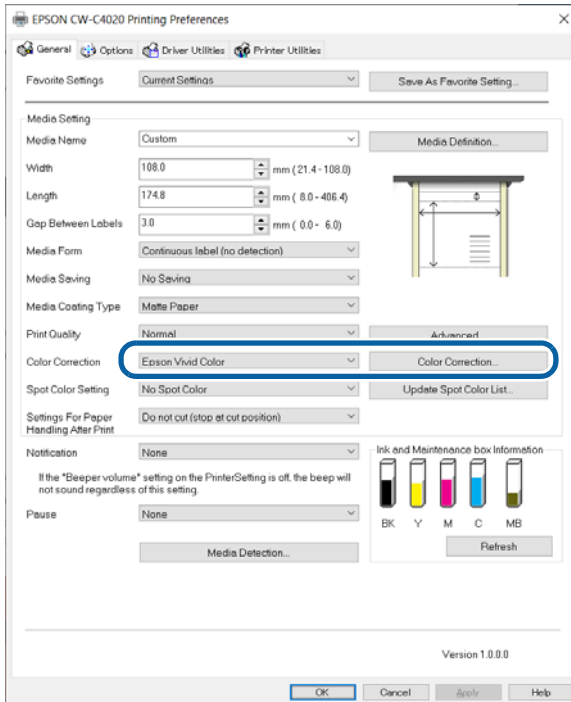 EPSON CW-C4020 Printing Preferences
General Options Driver Utilities Printer Utilities
Favorite Settings Current Settings Save As Favorite Setting...
Media Setting
Media Name Custom Media Definition...
Width 108.0 mm ( 21.4 - 108.0)
Length 174.8 mm ( 8.0 - 406.4)
Gap Between Labels 3.0 mm ( 0.0 - 6.0)
Media Form Continuous label (no detection)
Media Saving No Saving
Media Coating Type Matte Paper
Print Quality Normal Advanced
Color Correction Epson Vivid Color Color Correction...
Spot Color Setting No Spot Color Update Spot Color List...
Settings For Paper Do not cut (stop at cut position)
Handling After Print
Notification None Ink and Maintenance box Information
If the "Beeper volume" setting on the PrinterSetting is off, the beep will
not sound regardless of this setting.
Pause None BK Y M C MB
Media Detection... Refresh
Version 1.0.0.0
OK Cancel Apply Help